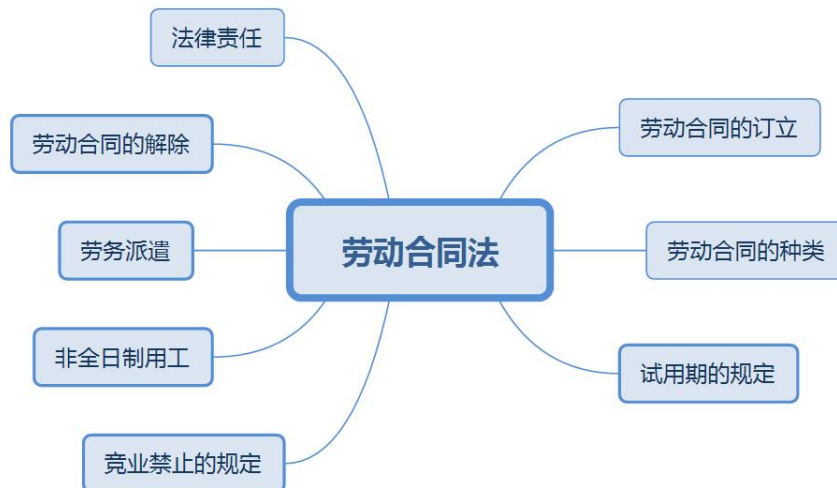 法律责任
劳动合同的订立
劳动合同的解除
劳动合同法
劳务派遣
劳动合同的种类
非全日制用工
试用期的规定
竞业禁止的规定